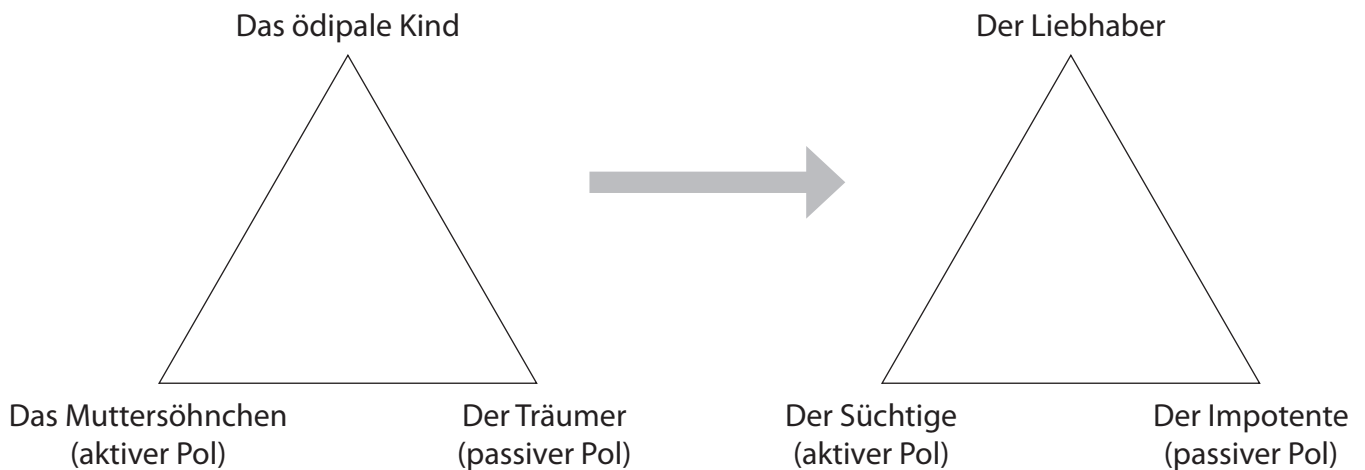 Das ödipale Kind
Der Liebhaber
Das Muttersöhnchen
(aktiver Pol)
Der Träumer
(passiver Pol)
Der Süchtige
(aktiver Pol)
Der Impotente
(passiver Pol)